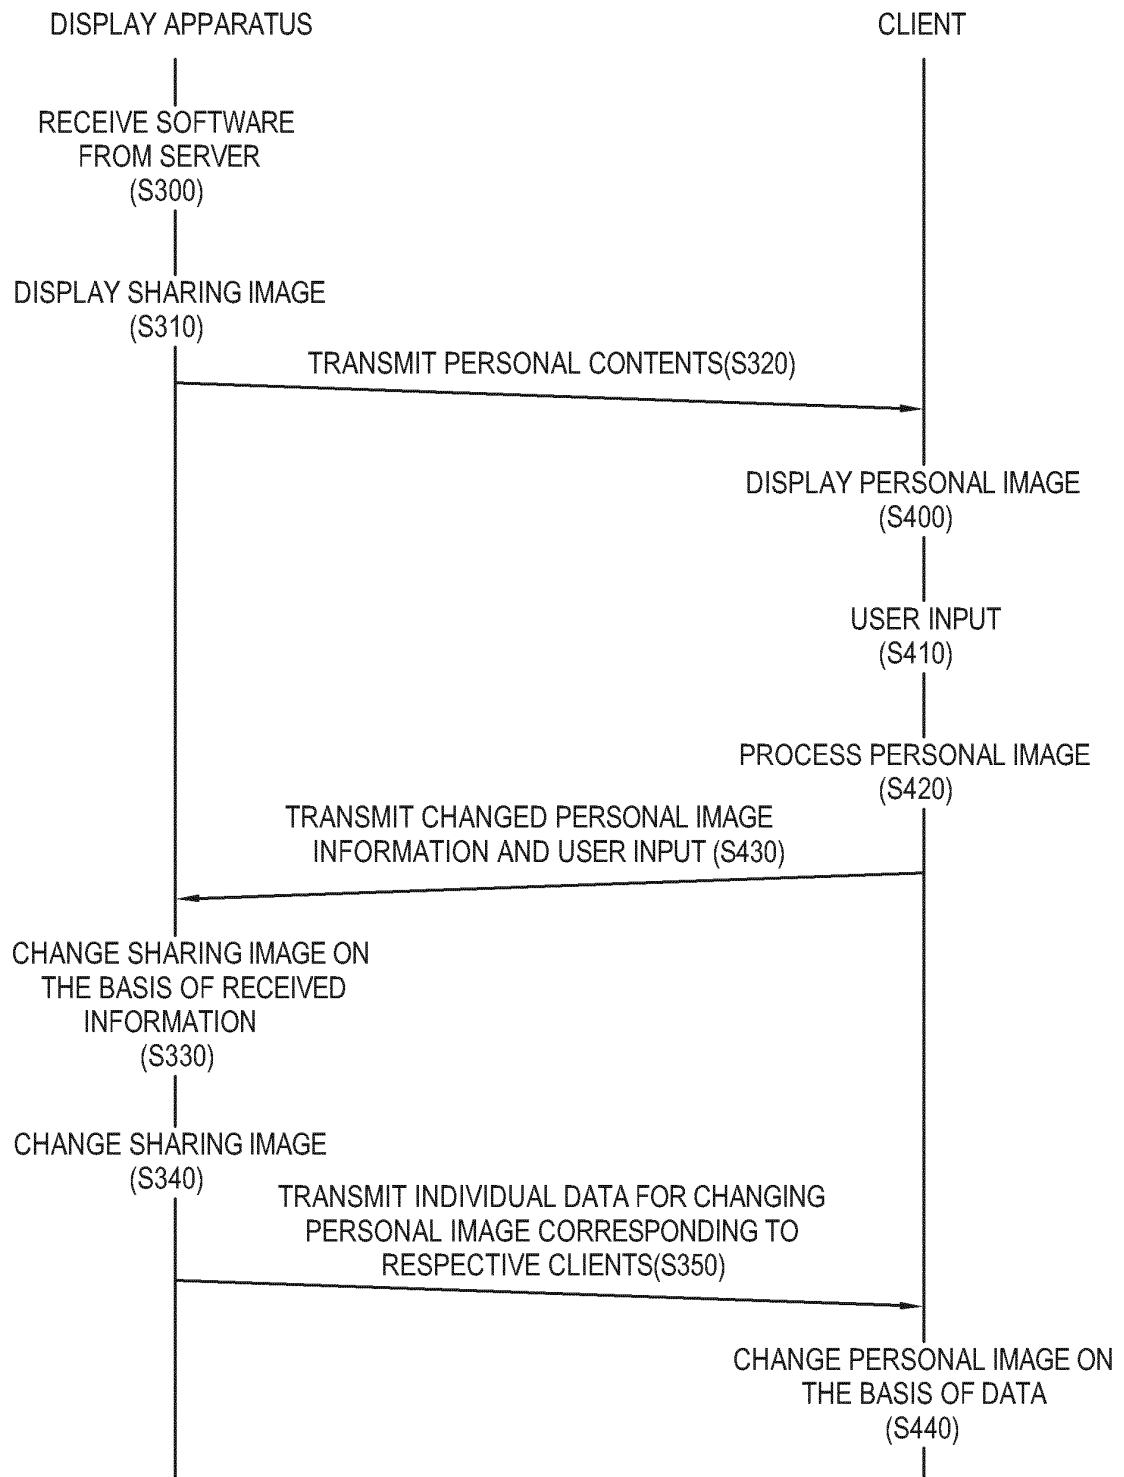 DISPLAY APPARATUS
CLIENT
RECEIVE SOFTWARE
FROM SERVER
(S300)
DISPLAY SHARING IMAGE
(S310)
TRANSMIT PERSONAL CONTENTS(S320)
DISPLAY PERSONAL IMAGE
(S400)
USER INPUT
(S410)
PROCESS PERSONAL IMAGE
(S420)
TRANSMIT CHANGED PERSONAL IMAGE
INFORMATION AND USER INPUT (S430)
CHANGE SHARING IMAGE ON
THE BASIS OF RECEIVED
INFORMATION
(S330)
CHANGE SHARING IMAGE
(S340)
TRANSMIT INDIVIDUAL DATA FOR CHANGING
PERSONAL IMAGE CORRESPONDING TO
RESPECTIVE CLIENTS(S350)
CHANGE PERSONAL IMAGE ON
THE BASIS OF DATA
(S440)